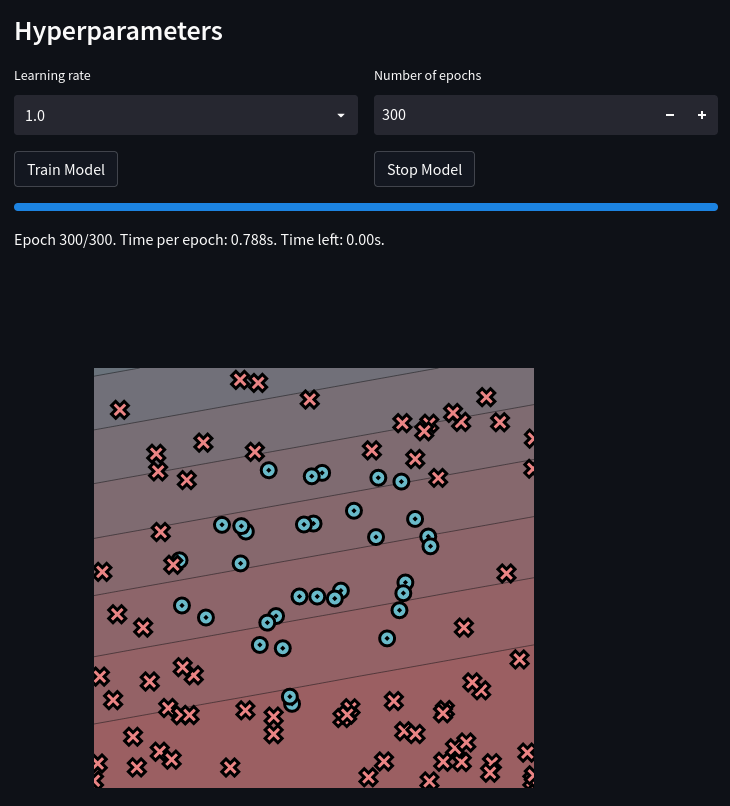 Hyperparameters
Learning rate
Number of epochs
1.0
300
Train Model
Stop Model
Epoch 300/300. Time per epoch: 0.788s. Time left: 0.00s.